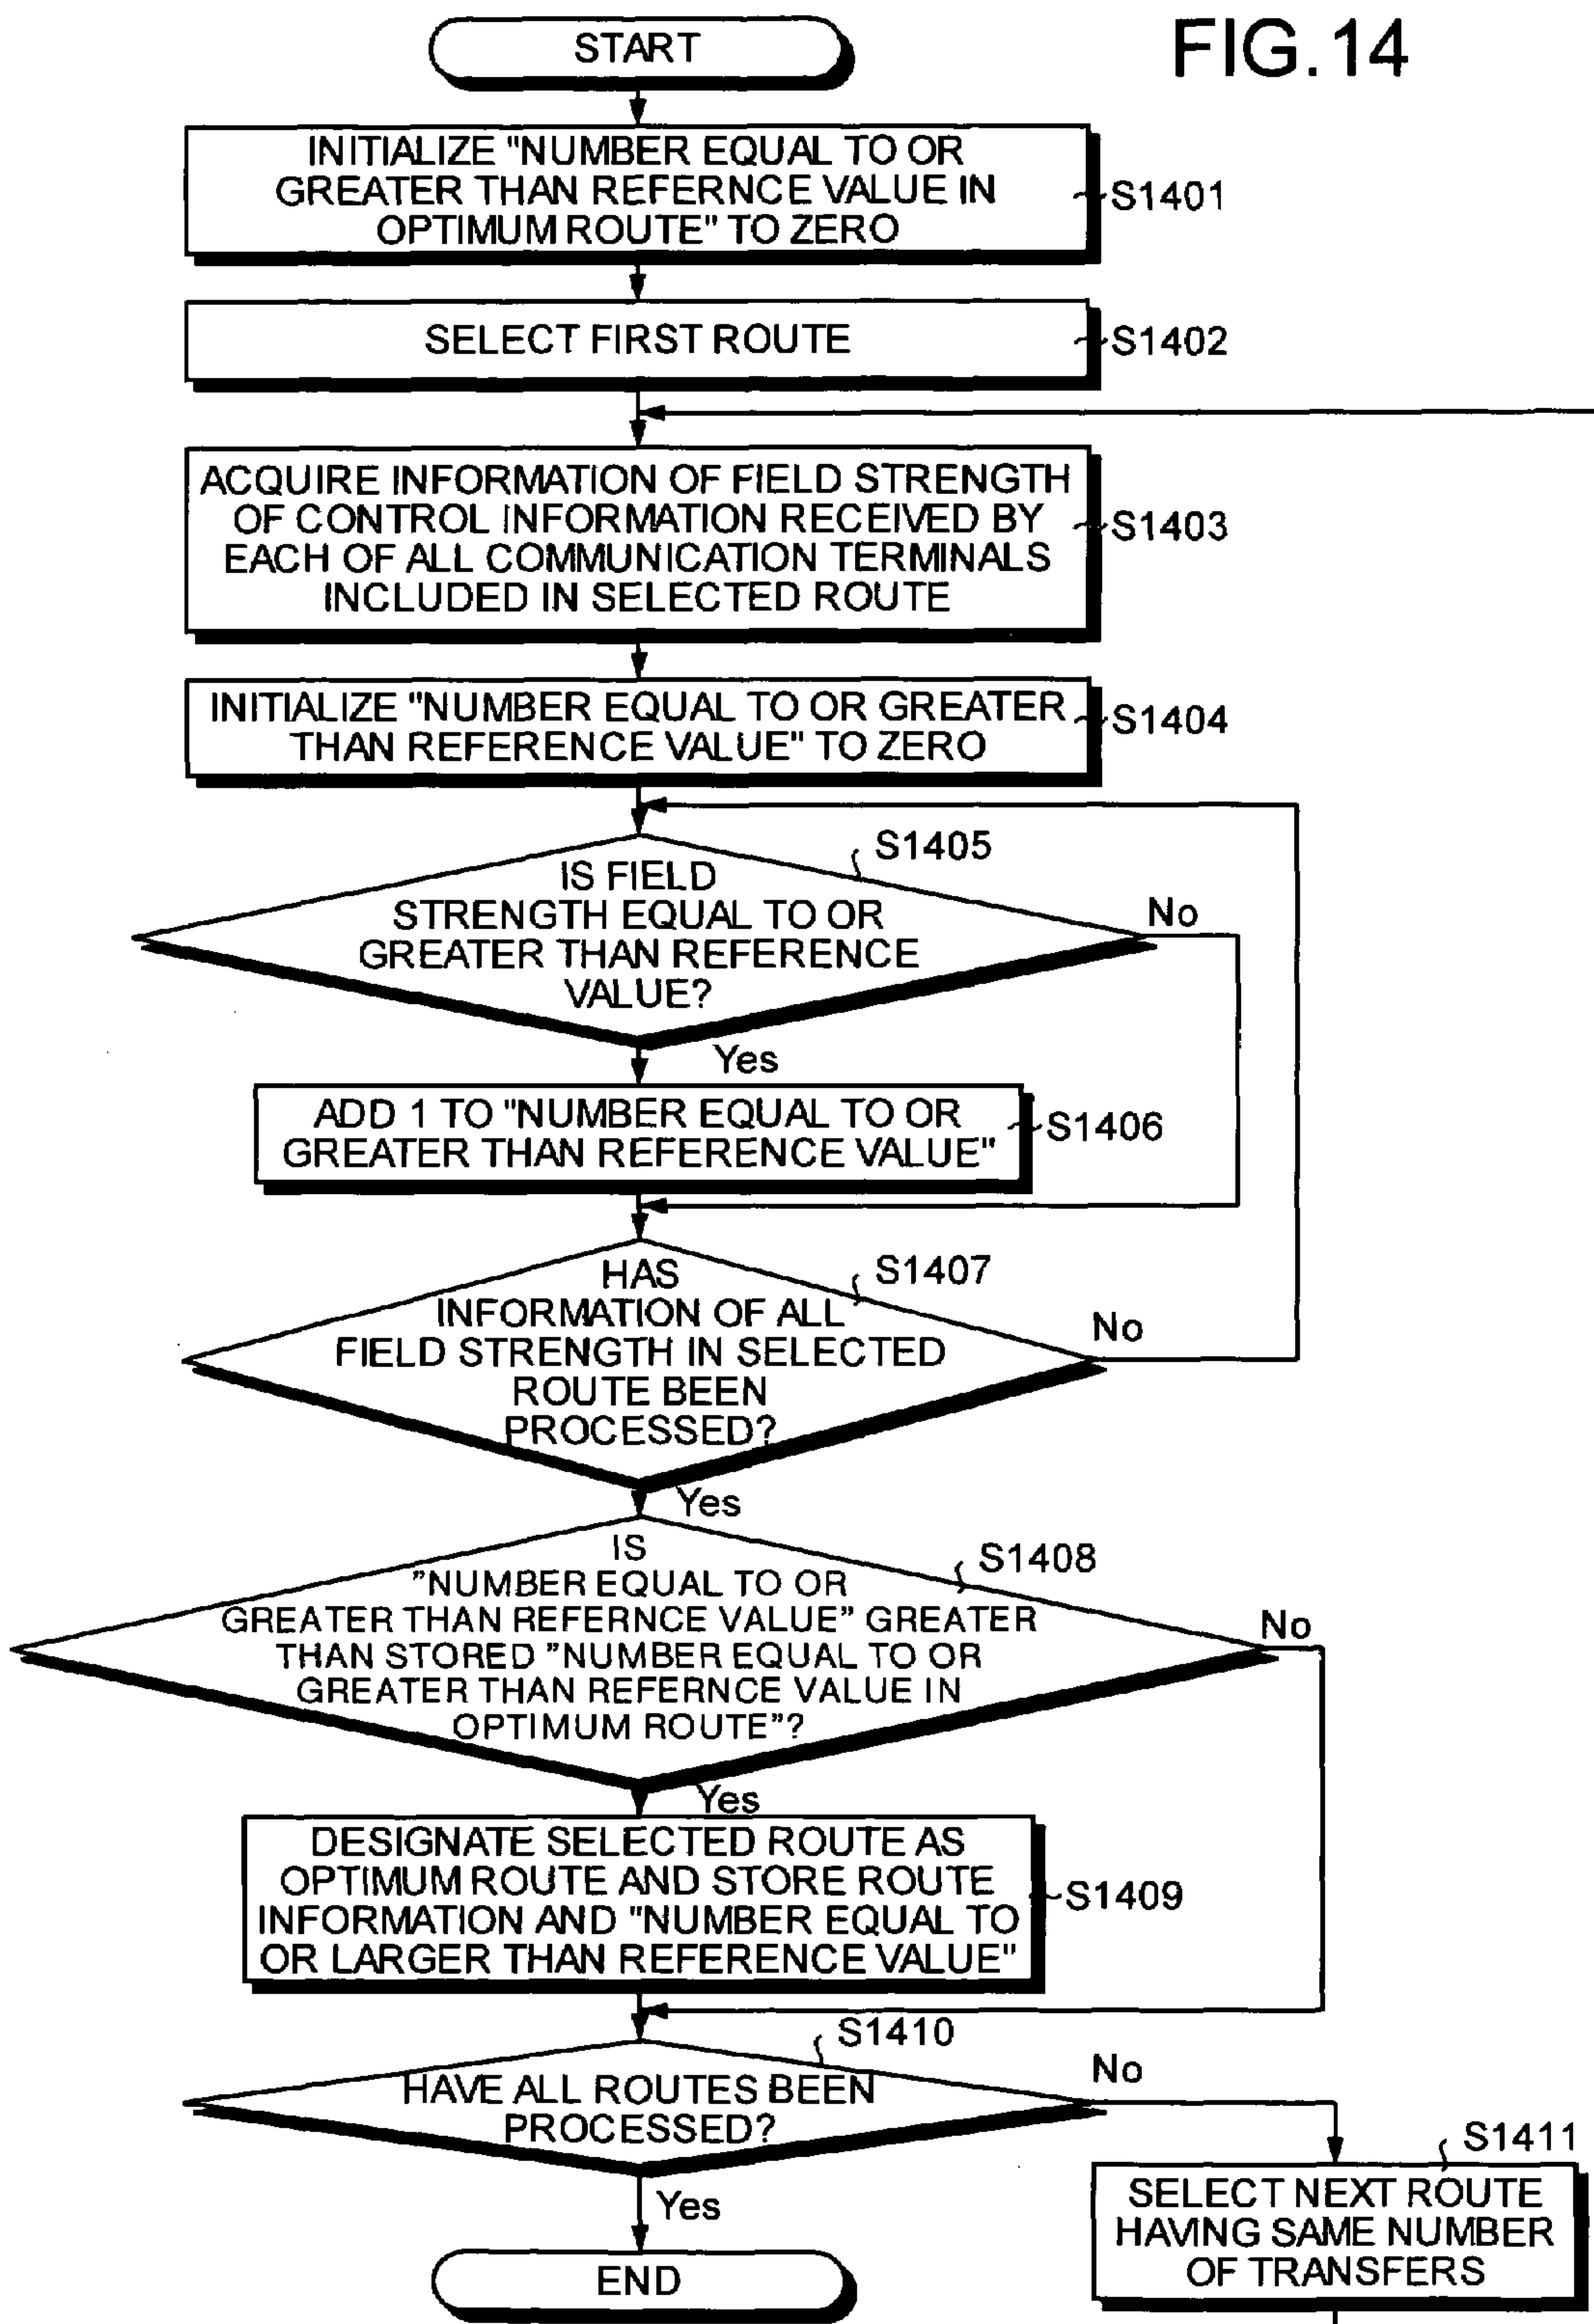 START
FIG.14
INITIALIZE "NUMBER EQUAL TO OR
GREATER THAN REFERNCE VALUE IN
OPTIMUM ROUTE" TO ZERO
S1401
SELECT FIRST ROUTE
S1402
ACQUIRE INFORMATION OF FIELD STRENGTH
OF CONTROL INFORMATION RECEIVED BY
EACH OF ALL COMMUNICATION TERMINALS
INCLUDED IN SELECTED ROUTE
S1403
INITIALIZE "NUMBER EQUAL TO OR GREATER
THAN REFERENCE VALUE" TO ZERO
S1404
S1405
IS FIELD
STRENGTH EQUAL TO OR
GREATER THAN REFERENCE
VALUE?
No
Yes
ADD 1 TO "NUMBER EQUAL TO OR
GREATER THAN REFERENCE VALUE"
S1406
S1407
HAS
INFORMATION OF ALL
FIELD STRENGTH IN SELECTED
ROUTE BEEN
PROCESSED?
No
Yes
S1408
IS
"NUMBER EQUAL TO OR
GREATER THAN REFERNCE VALUE" GREATER
THAN STORED "NUMBER EQUAL TO OR
GREATER THAN REFERNCE VALUE IN
OPTIMUM ROUTE"?
No
Yes
DESIGNATE SELECTED ROUTE AS
OPTIMUM ROUTE AND STORE ROUTE
INFORMATION AND "NUMBER EQUAL TO
OR LARGER THAN REFERENCE VALUE"
S1409
S1410
HAVE ALL ROUTES BEEN
PROCESSED?
No
Yes
S1411
SELECT NEXT ROUTE
HAVING SAME NUMBER
OF TRANSFERS
END